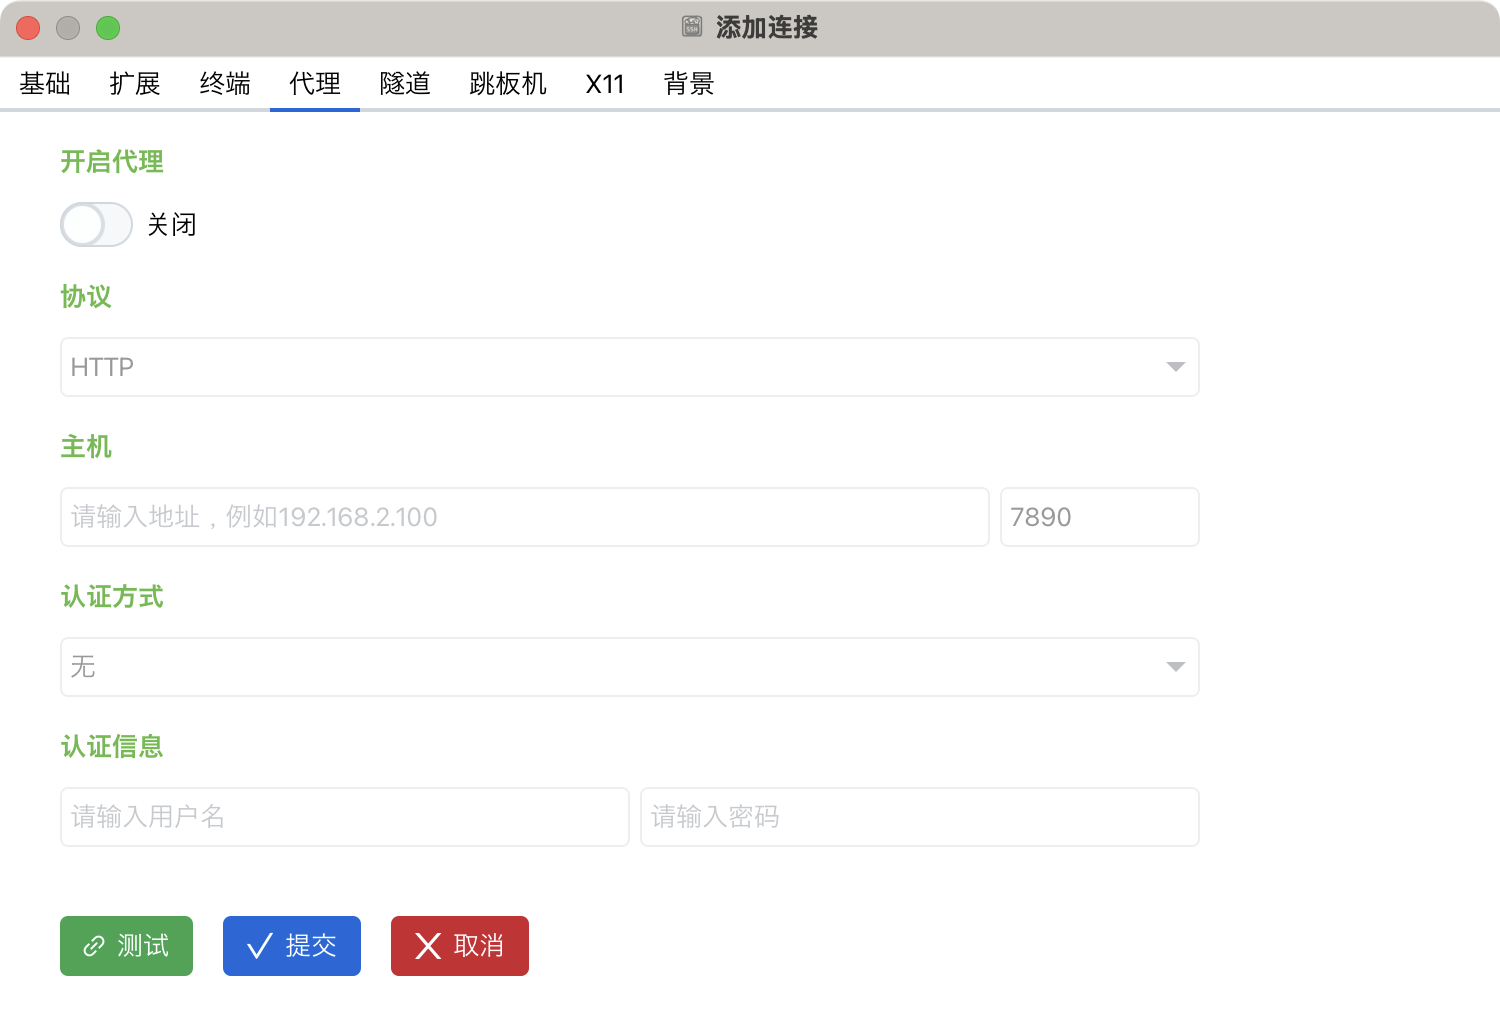 添加连接
基础 扩展 终端 代理 隧道 跳板机 X11 背景
开启代理
关闭
协议
HTTP
主机
请输入地址，例如192.168.2.100 7890
认证方式
无
认证信息
请输入用户名 请输入密码
测试 提交 取消